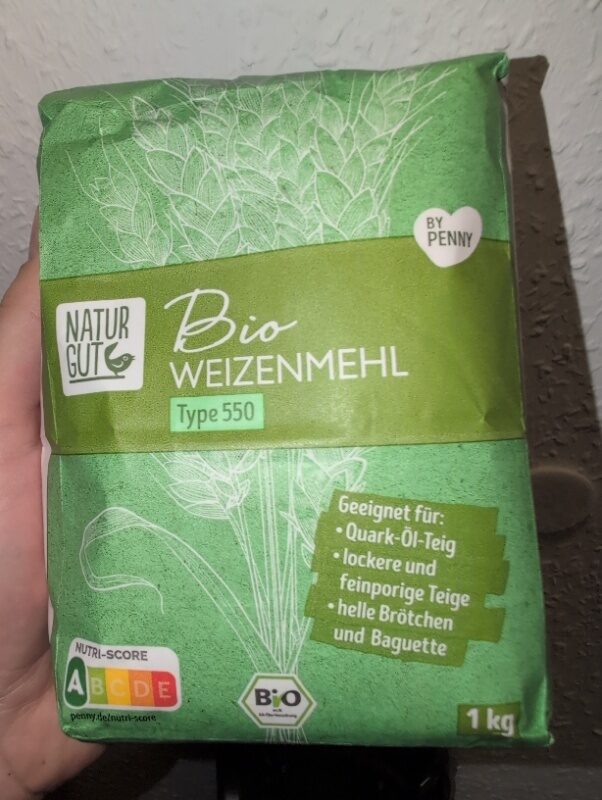 BY
PENNY
NATUR
GUT
Bio
WEIZENMEHL
Type 550
Geeignet für:
• Quark-Öl-Teig
• lockere und
feinporige Teige
• helle Brötchen
und Baguette
NUTRI-SCORE
A B C D E
penny.de/nutri-score
Bio
1 kg